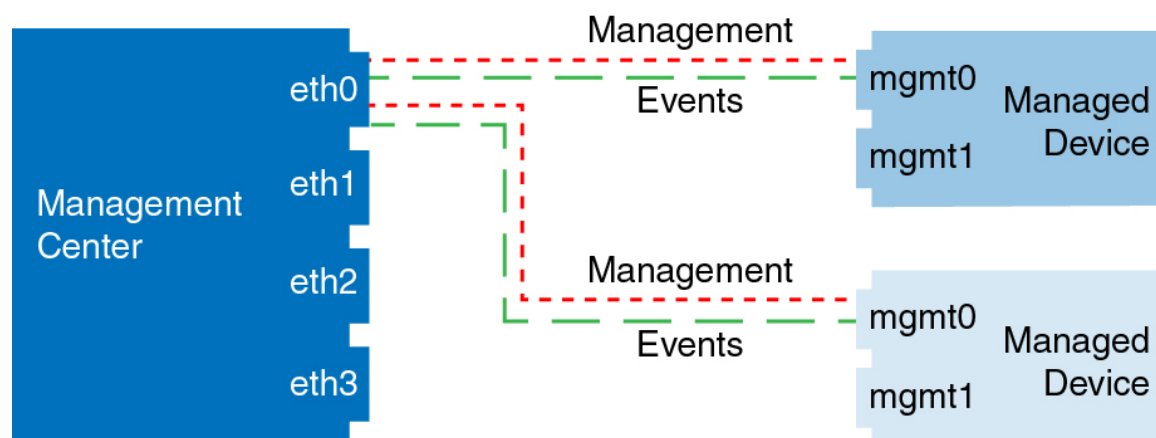 Management
Center
eth0
eth1
eth2
eth3
Management
Events
mgmt0
mgmt1
Managed
Device
Management
Events
mgmt0
mgmt1
Managed
Device